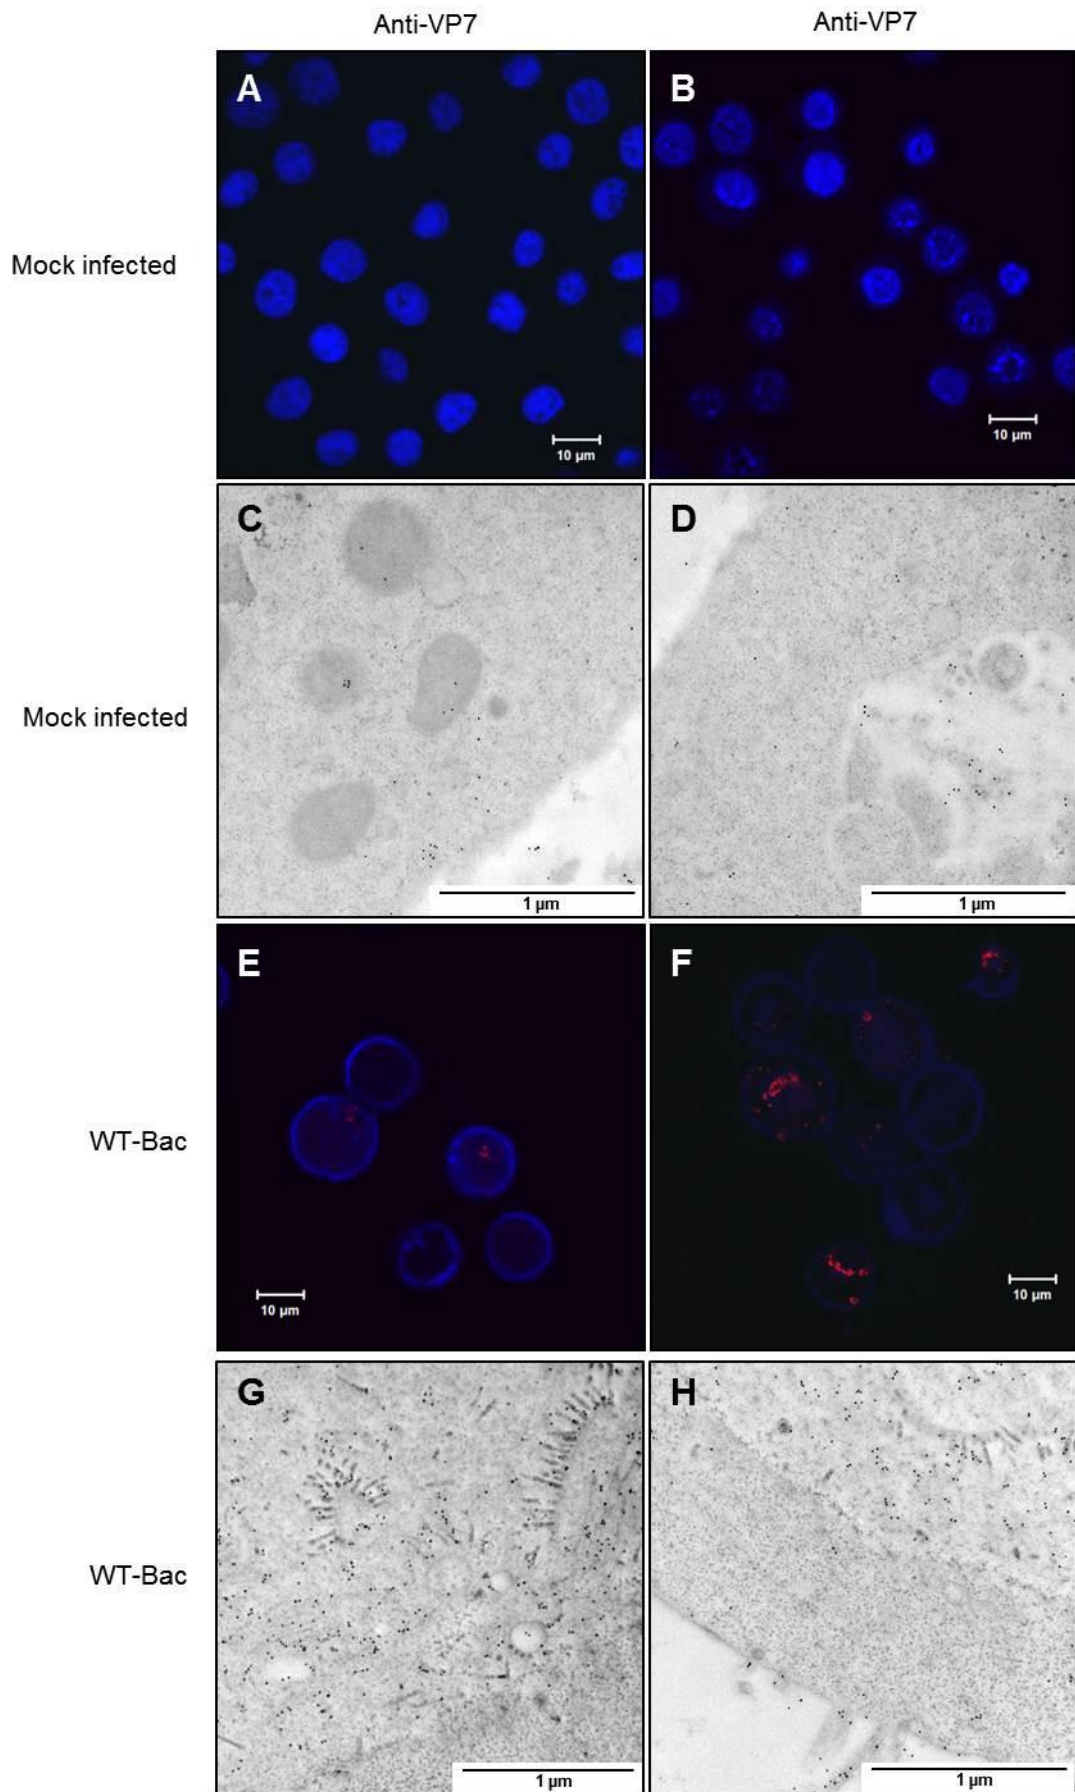 Anti-VP7 Anti-VP7
Mock infected
A B
10 µm 10 µm
Mock infected
C D
1 µm 1 µm
WT-Bac
E F
10 µm 10 µm
WT-Bac
G H
1 µm 1 µm